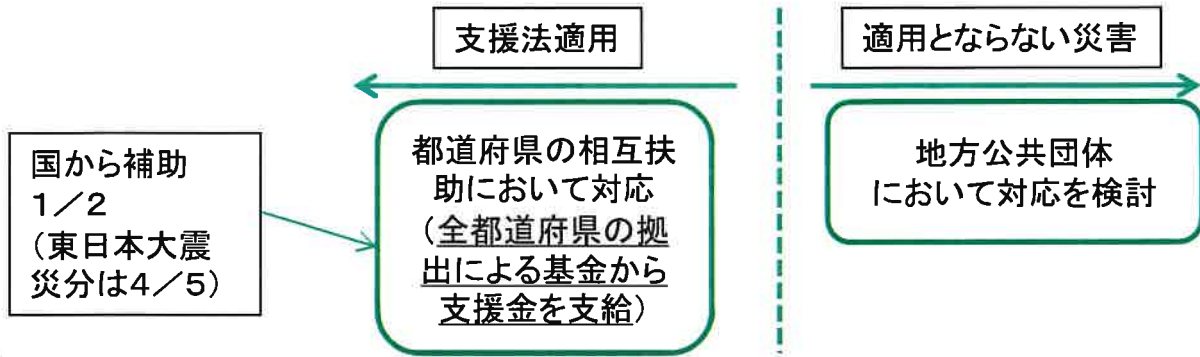 支援法適用
適用とならない災害
国から補助
1/2
(東日本大震
災分は4/5)
都道府県の相互扶
助において対応
(全都道府県の拠
出による基金から
支援金を支給)
地方公共団体
において対応を検討